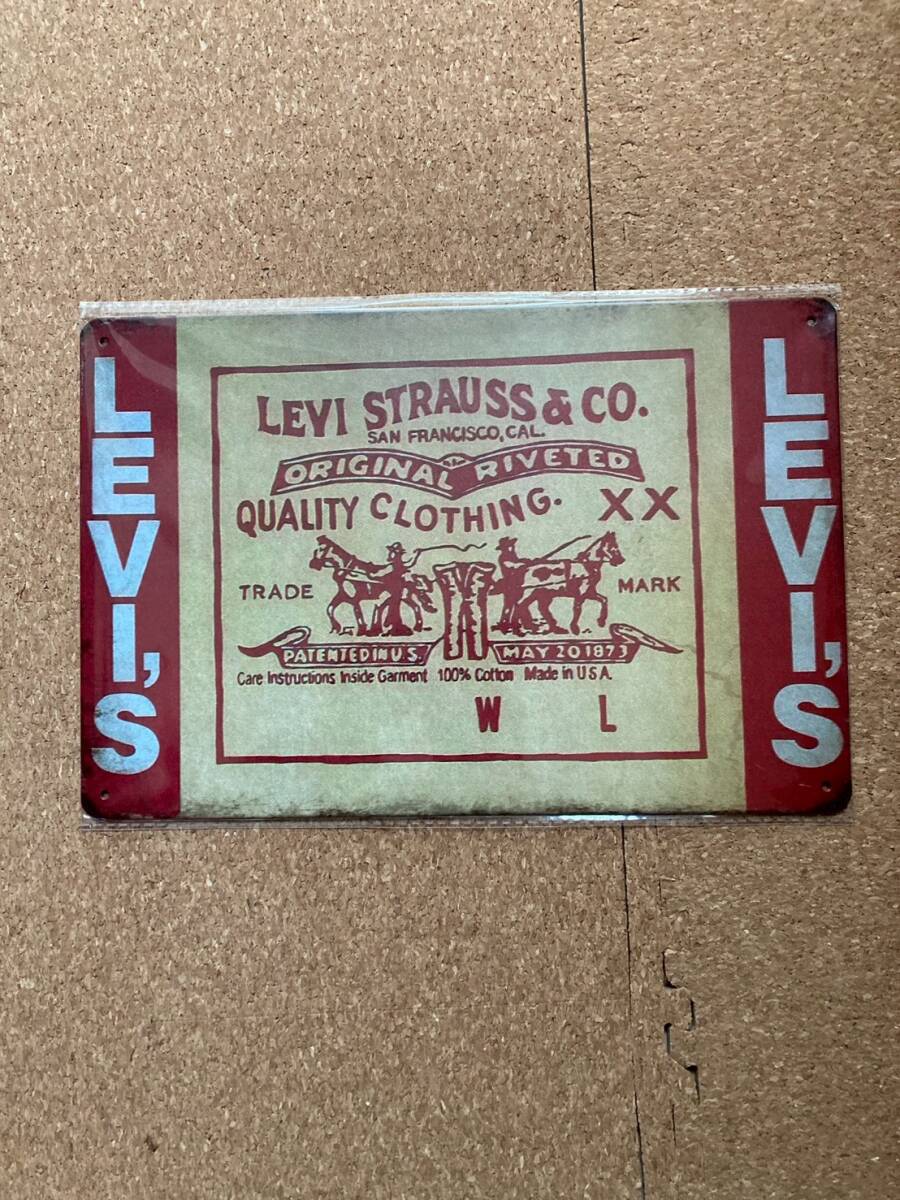 LEVI'S
LEVI STRAUSS & CO.
SAN FRANCISCO, CAL.
ORIGINAL RIVETED
QUALITY CLOTHING. XX
TRADE MARK
PATENTED IN U.S. MAY 20 1873
Care Instructions Inside Garment 100% Cotton Made in U S A.
W L
LEVI'S